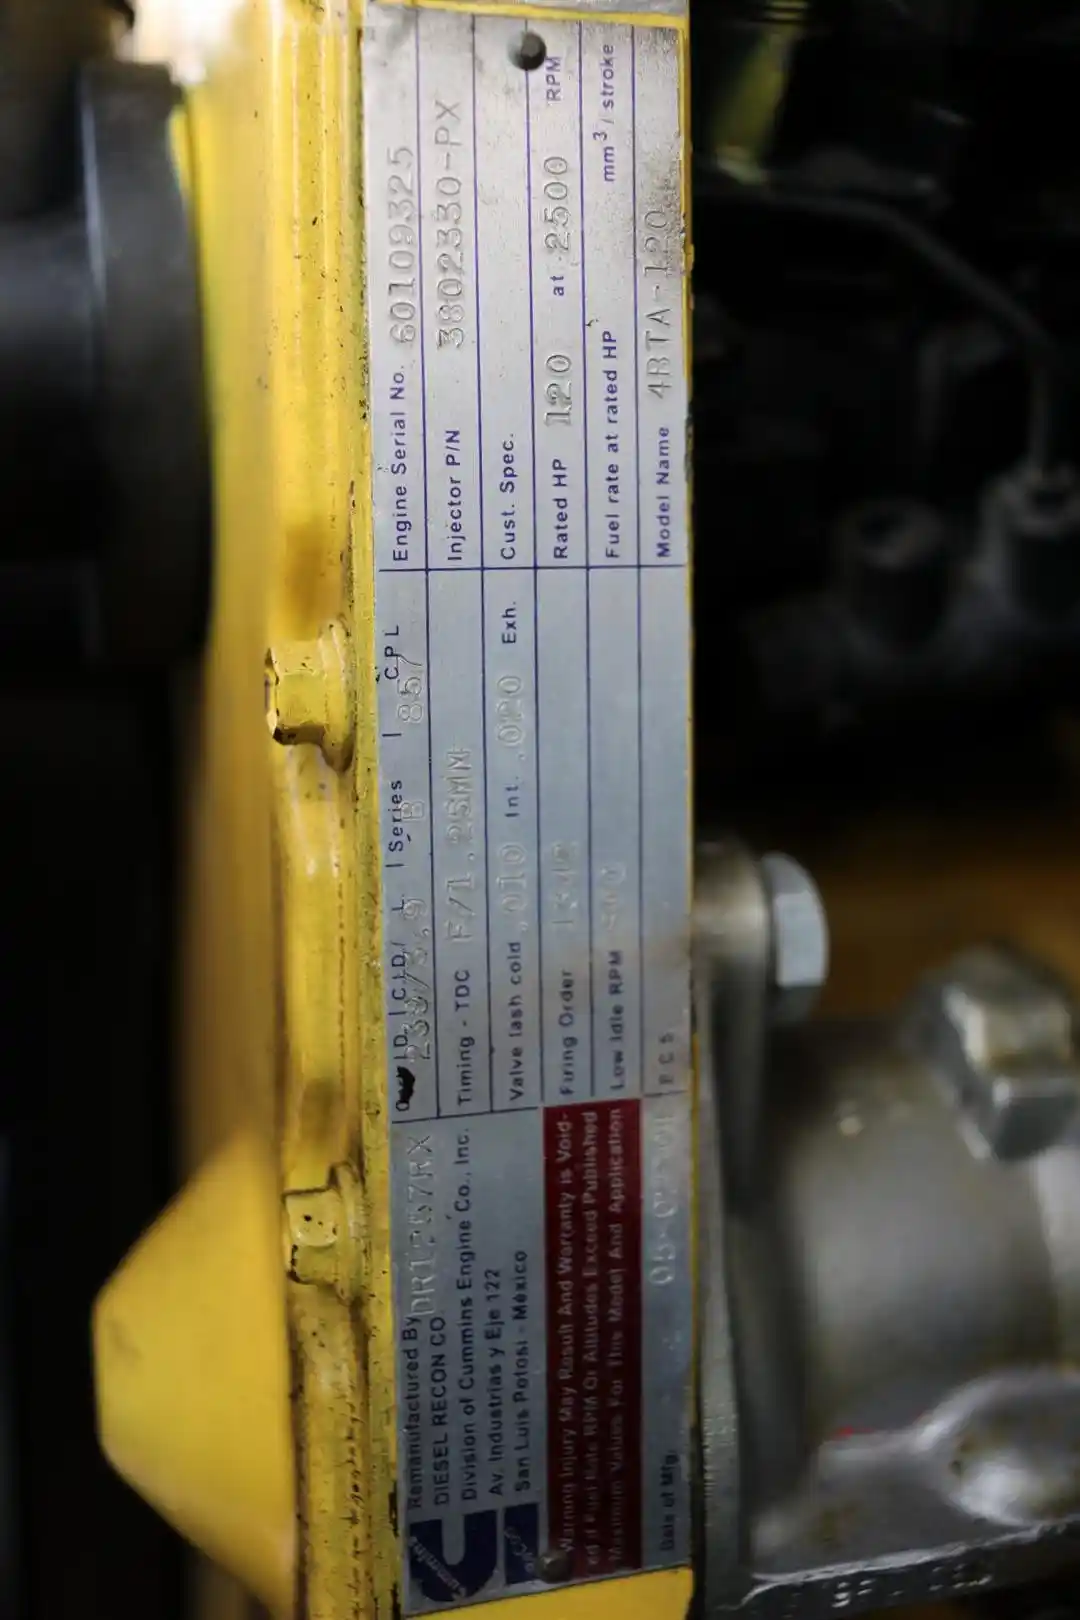 Cummins
Remanufactured By
DIESEL RECON CO.
Division of Cummins Engine Co., Inc.
Av. Industrias y Eje 122
San Luis Potosi - México
Warning Injury May Result And Warranty is Void-
ed if Fuel Rate RPM Or Altitudes Exceed Published
Maximum Values For This Model And Application
Date of Mfg.
C.I.D. / L. Series CPL
B 857
Timing - TDC
Valve lash cold .010 Int. .020 Exh.
Firing Order
Low Idle RPM
Engine Serial No. 60109325
Injector P/N 3802330-PX
Cust. Spec.
Rated HP 120 at 2500 RPM
Fuel rate at rated HP mm³ / stroke
Model Name 4BTA-120